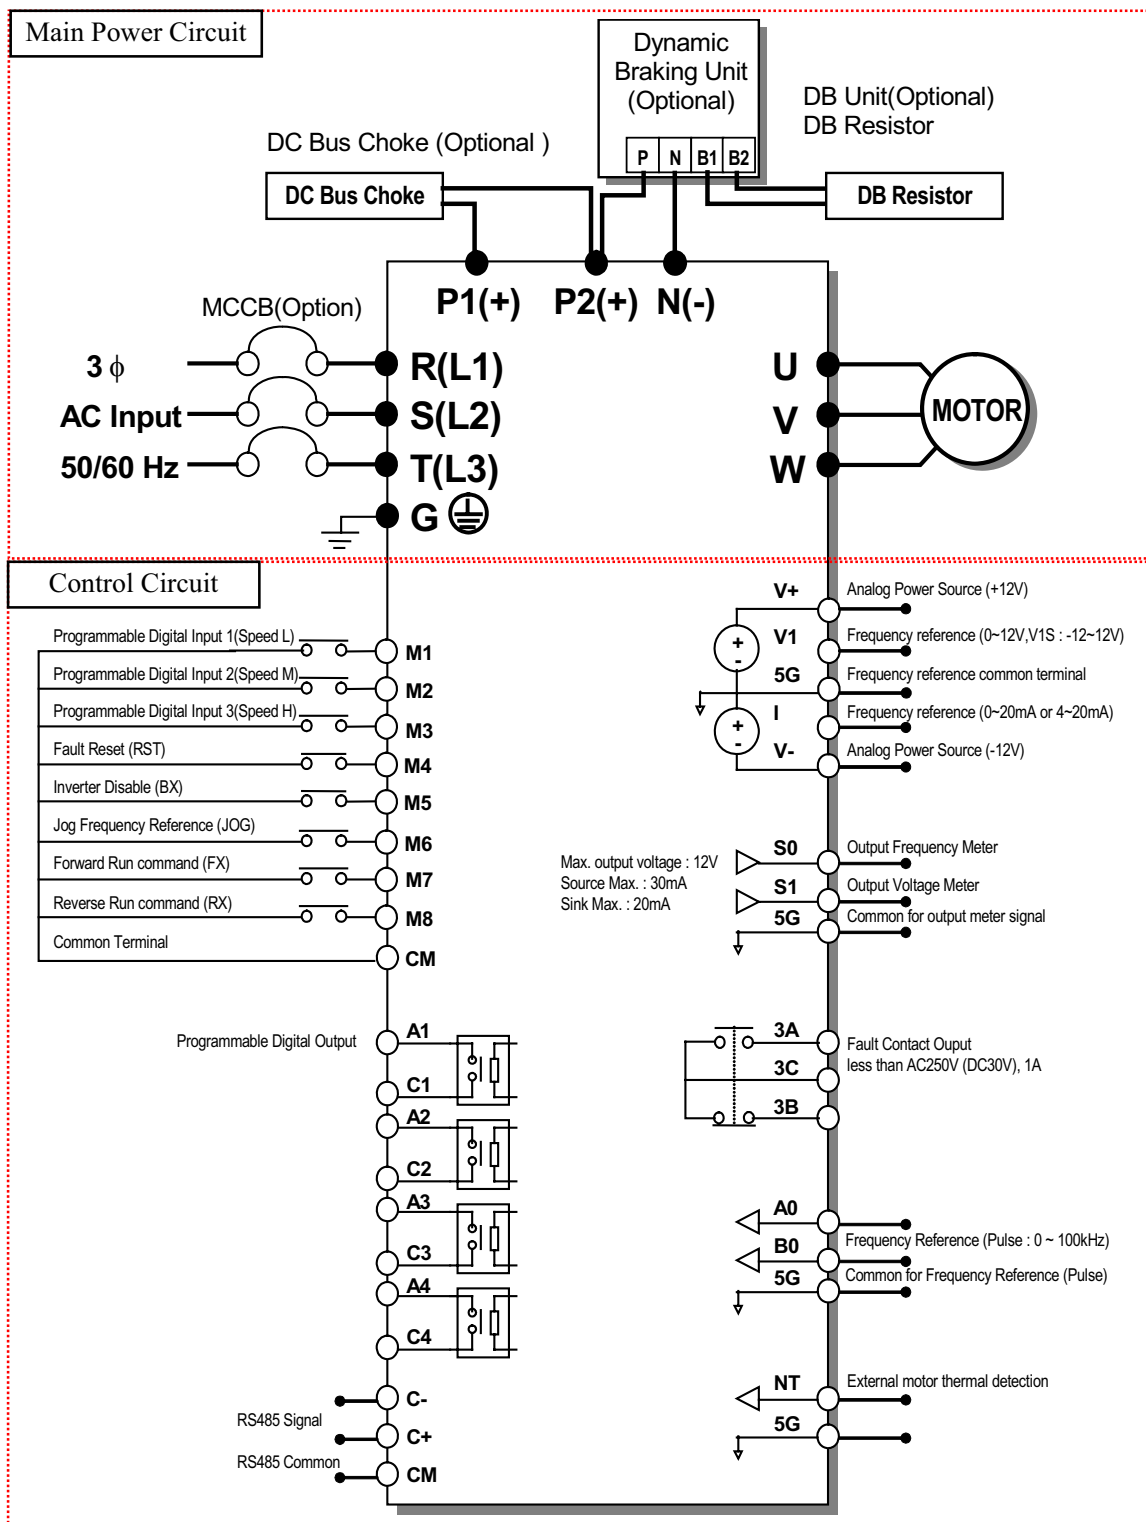 Main Power Circuit
Dynamic
Braking Unit
(Optional)
P N B1 B2
DB Unit(Optional)
DB Resistor
DC Bus Choke (Optional )
DC Bus Choke
DB Resistor
P1(+) P2(+) N(-)
MCCB(Option)
3 ϕ
AC Input
50/60 Hz
R(L1)
S(L2)
T(L3)
G
U
V
W
MOTOR
Control Circuit
Programmable Digital Input 1(Speed L)
M1
Programmable Digital Input 2(Speed M)
M2
Programmable Digital Input 3(Speed H)
M3
Fault Reset (RST)
M4
Inverter Disable (BX)
M5
Jog Frequency Reference (JOG)
M6
Forward Run command (FX)
M7
Reverse Run command (RX)
M8
Common Terminal
CM
Programmable Digital Output
A1
C1
A2
C2
A3
C3
A4
C4
C-
RS485 Signal
C+
RS485 Common
CM
V+
Analog Power Source (+12V)
+
-
V1
Frequency reference (0~12V,V1S : -12~12V)
5G
Frequency reference common terminal
+
-
I
Frequency reference (0~20mA or 4~20mA)
V-
Analog Power Source (-12V)
Max. output voltage : 12V
Source Max. : 30mA
Sink Max. : 20mA
S0
Output Frequency Meter
S1
Output Voltage Meter
5G
Common for output meter signal
3A
3C
3B
Fault Contact Ouput
less than AC250V (DC30V), 1A
A0
B0
Frequency Reference (Pulse : 0 ~ 100kHz)
5G
Common for Frequency Reference (Pulse)
NT
External motor thermal detection
5G